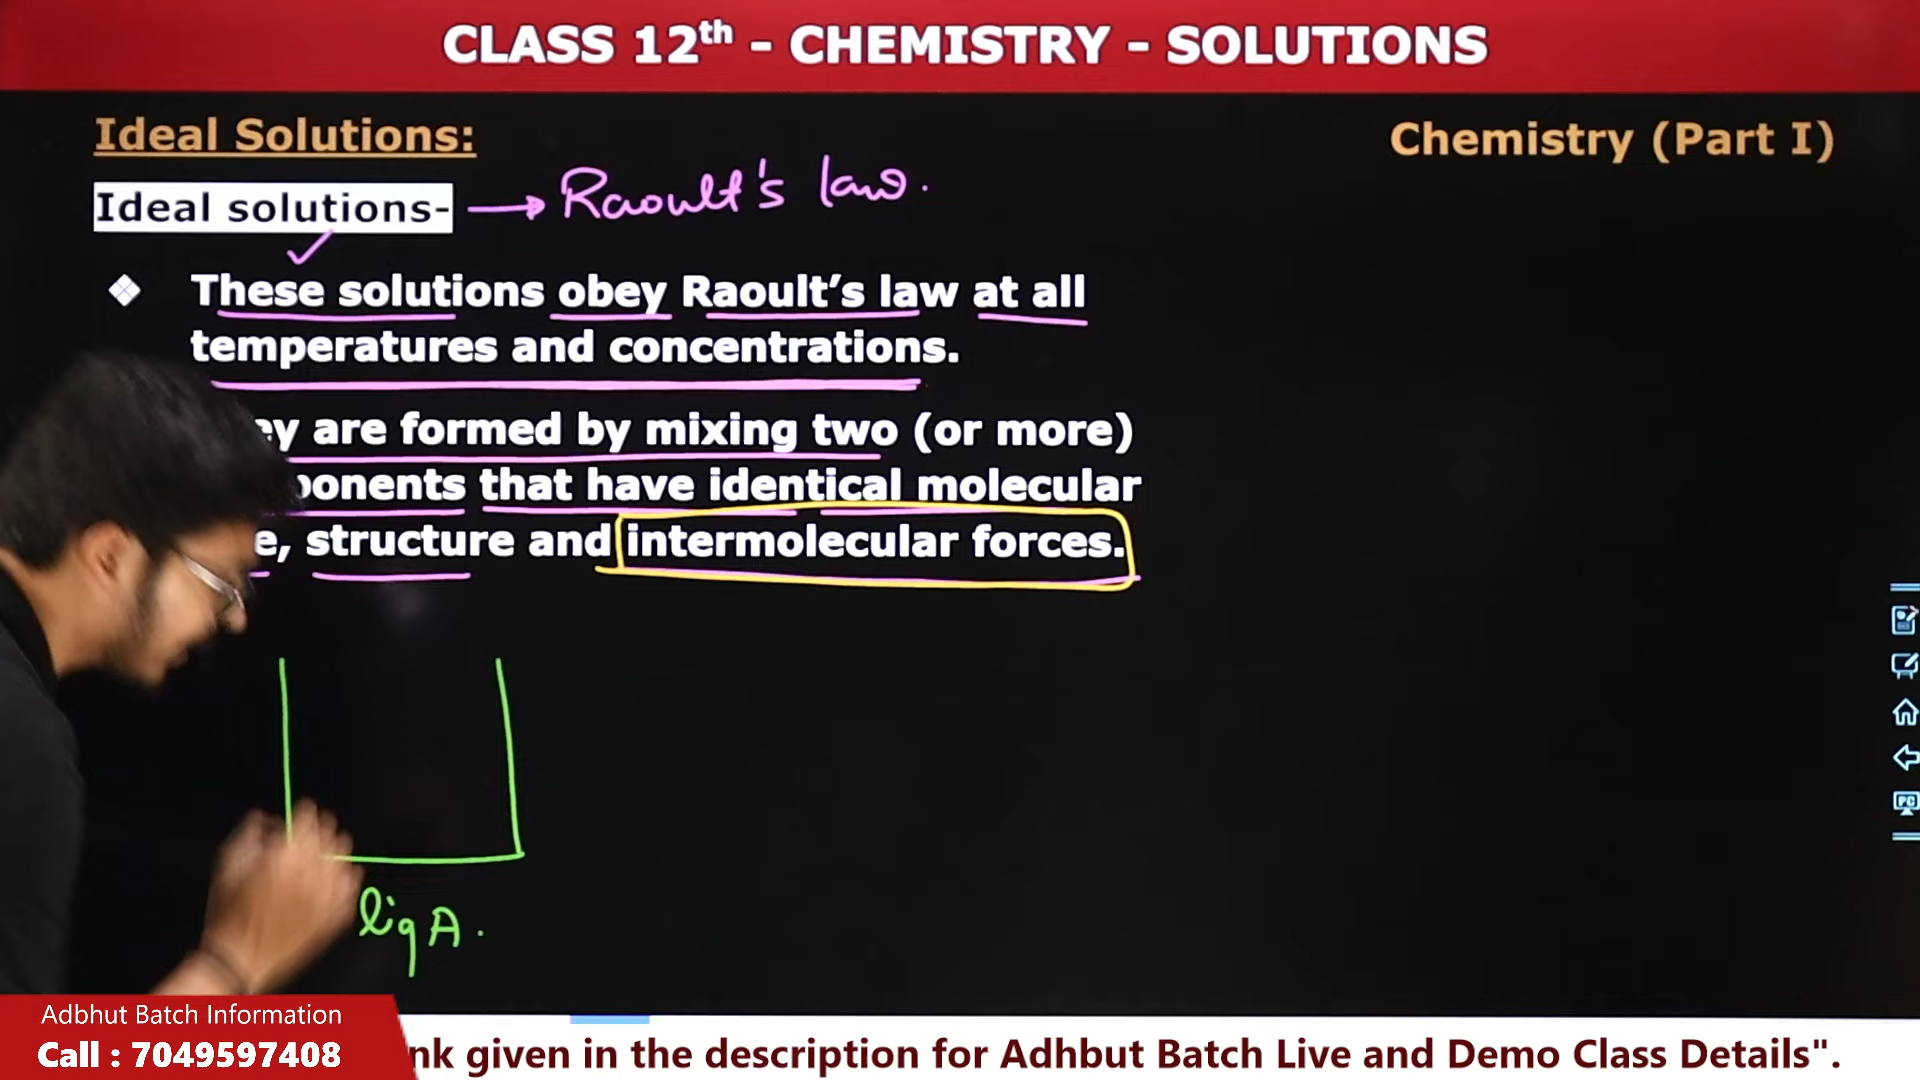 CLASS 12th - CHEMISTRY - SOLUTIONS
Ideal Solutions:
Chemistry (Part I)
Ideal solutions- → Raoult's law.
❖ These solutions obey Raoult's law at all
temperatures and concentrations.
are formed by mixing two (or more)
that have identical molecular
structure and intermolecular forces.
PC
liq A.
Adbhut Batch Information
Call : 7049597408
given in the description for Adhbut Batch Live and Demo Class Details".